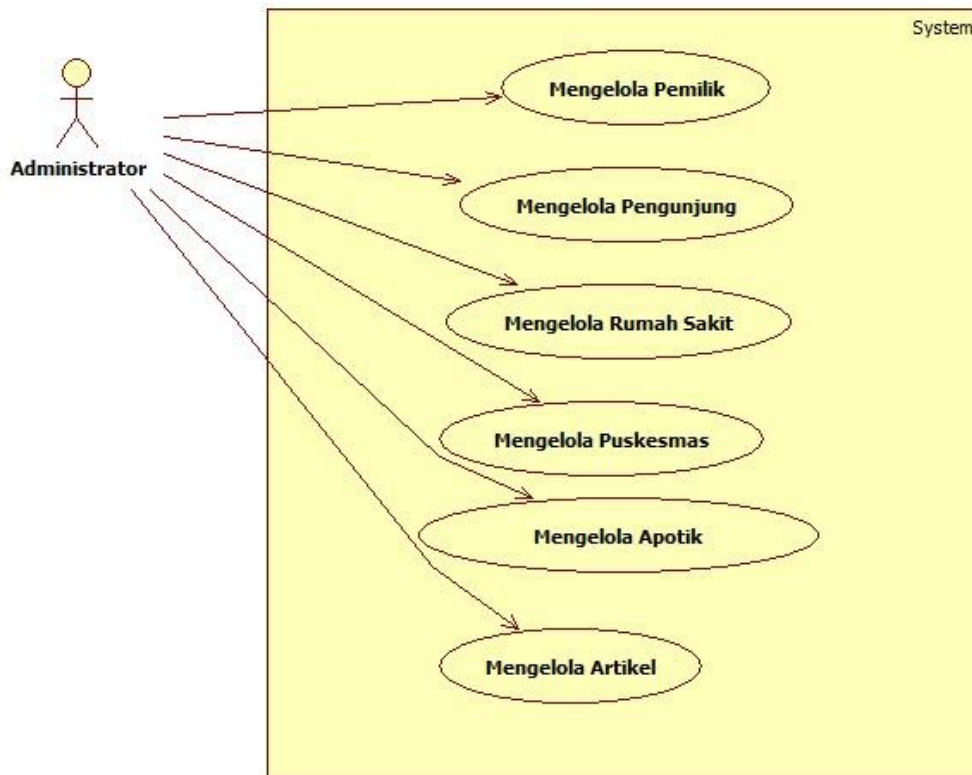 System
Administrator
Mengelola Pemilik
Mengelola Pengunjung
Mengelola Rumah Sakit
Mengelola Puskesmas
Mengelola Apotik
Mengelola Artikel